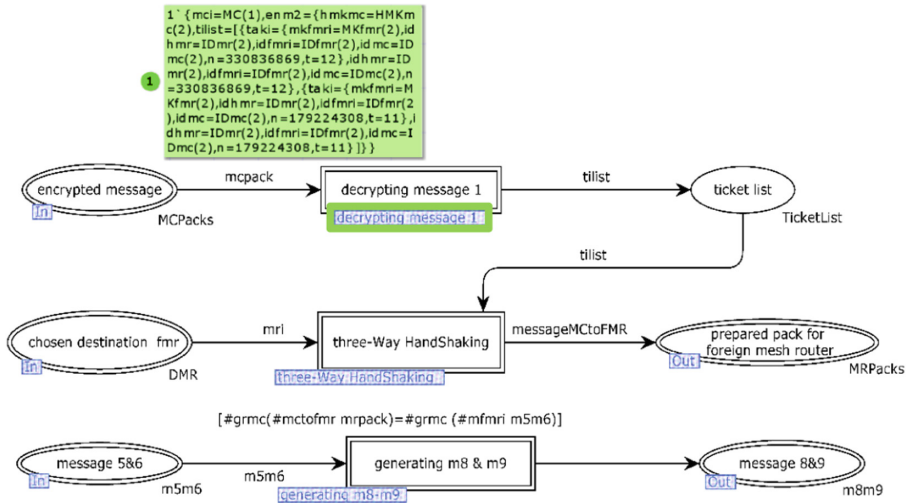 1`{mci=MC(1),enm2={hmkmc=HMKm
c(2),tilist=[{taki={mkfmri=MKfmr(2),id
hmr=IDmr(2),idfmri=IDfmr(2),idmc=ID
mc(2),n=330836869,t=12},idhmr=ID
mr(2),idfmri=IDfmr(2),idmc=IDmc(2),n
=330836869,t=12},{taki={mkfmri=M
Kfmr(2),idhmr=IDmr(2),idfmri=IDfmr(2
),idmc=IDmc(2),n=179224308,t=11},i
dhmr=IDmr(2),idfmri=IDfmr(2),idmc=I
Dmc(2),n=179224308,t=11}]}}
1
encrypted message
In
MCPacks
mcpack
decrypting message 1
decrypting message 1
tilist
ticket list
TicketList
tilist
chosen destination fmr
In
DMR
mri
three-Way HandShaking
three-Way HandShaking
messageMCtoFMR
prepared pack for
foreign mesh router
Out
MRPacks
[#grmc(#mctofmr mrpack)=#grmc (#mfmri m5m6)]
message 5&6
In
m5m6
m5m6
generating m8 & m9
generating m8-m9
message 8&9
Out
m8m9